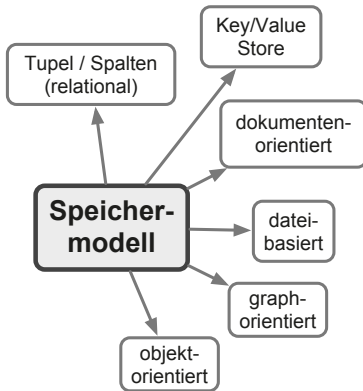 Key/Value
Store
Tupel / Spalten
(relational)
dokumenten-
orientiert
Speicher-
modell
datei-
basiert
graph-
orientiert
objekt-
orientiert